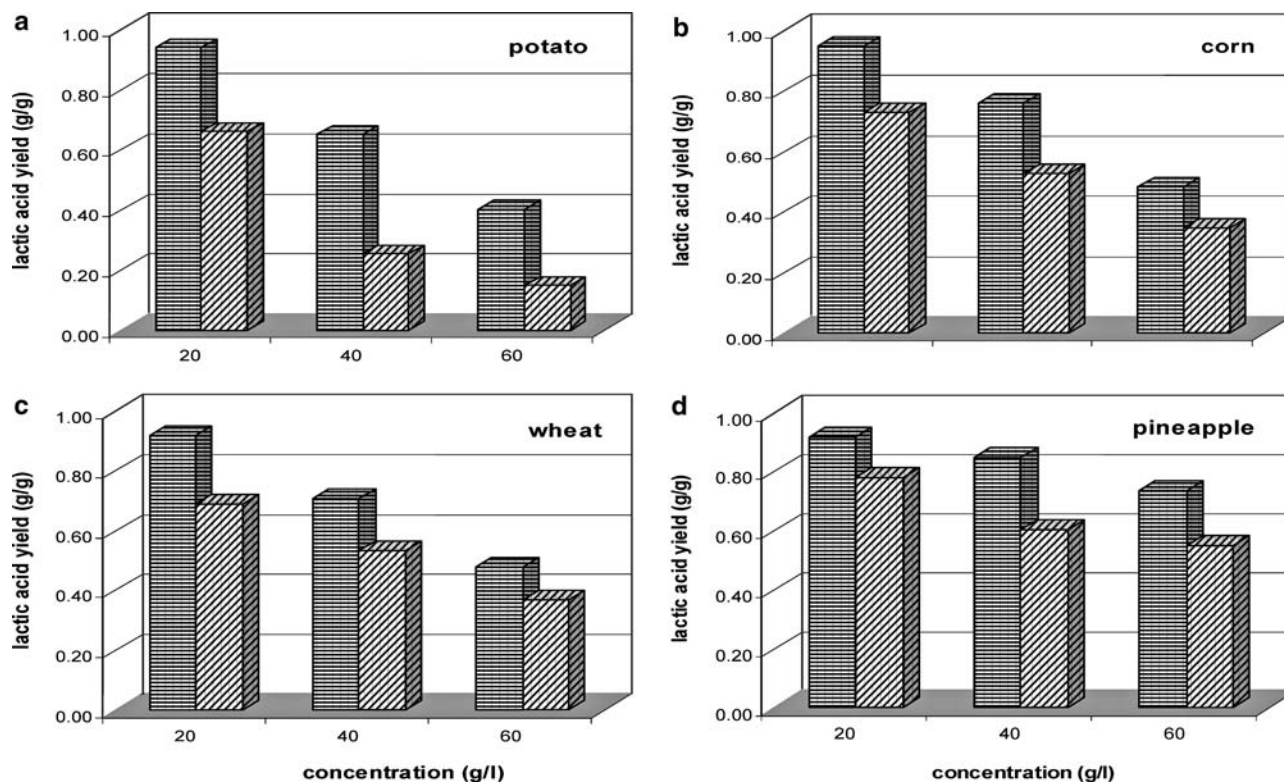 a
potato
lactic acid yield (g/g)
1.00
0.80
0.60
0.40
0.20
0.00
20 40 60
b
corn
lactic acid yield (g/g)
1.00
0.80
0.60
0.40
0.20
0.00
c
wheat
lactic acid yield (g/g)
1.00
0.80
0.60
0.40
0.20
0.00
20 40 60
concentration (g/l)
d
pineapple
lactic acid yield (g/g)
1.00
0.80
0.60
0.40
0.20
0.00
20 40 60
concentration (g/l)